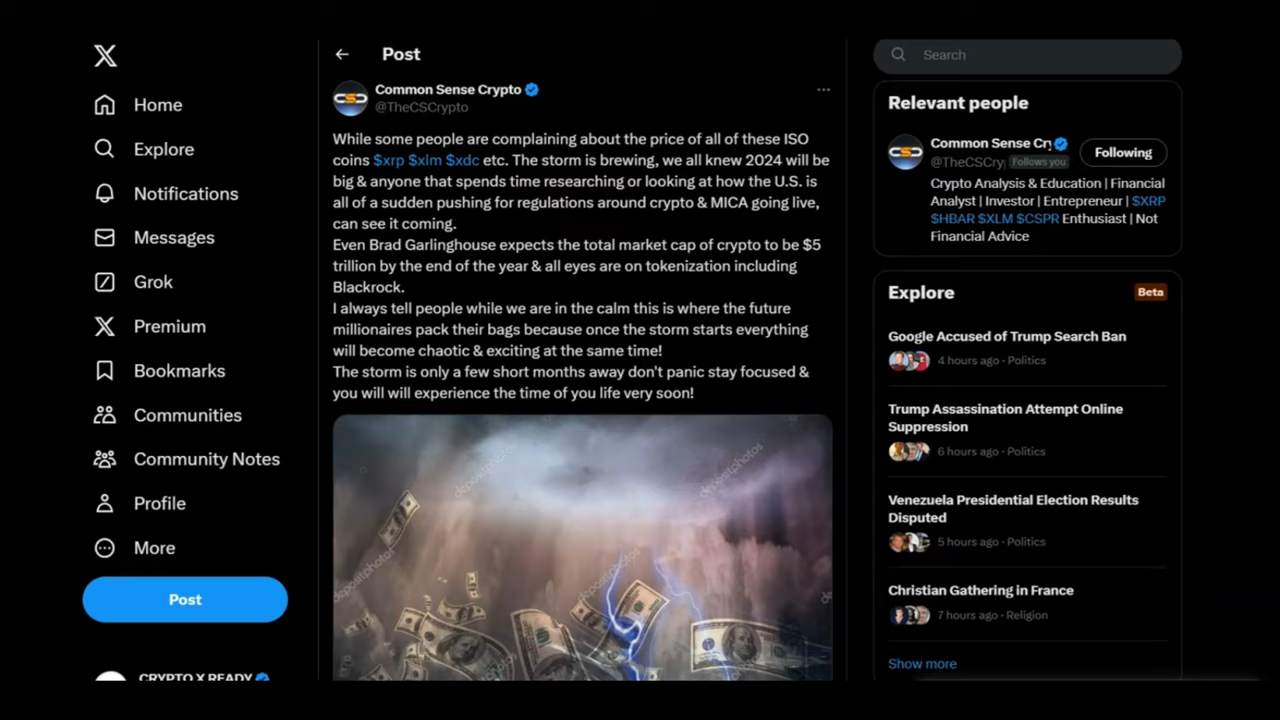 Home
Explore
Notifications
Messages
Grok
Premium
Bookmarks
Communities
Community Notes
Profile
More
Post
CRYPTO X READY
Post
Common Sense Crypto
@TheCSCrypto
While some people are complaining about the price of all of these ISO
coins $xrp $xlm $xdc etc. The storm is brewing, we all knew 2024 will be
big & anyone that spends time researching or looking at how the U.S. is
all of a sudden pushing for regulations around crypto & MICA going live,
can see it coming.
Even Brad Garlinghouse expects the total market cap of crypto to be $5
trillion by the end of the year & all eyes are on tokenization including
Blackrock.
I always tell people while we are in the calm this is where the future
millionaires pack their bags because once the storm starts everything
will become chaotic & exciting at the same time!
The storm is only a few short months away don't panic stay focused &
you will will experience the time of you life very soon!
depositphotos
depositphotos
depositphotos
depositphotos
depositphotos
Search
Relevant people
Common Sense Cr
@TheCSCry Follows you
Following
Crypto Analysis & Education | Financial
Analyst | Investor | Entrepreneur | $XRP
$HBAR $XLM $CSPR Enthusiast | Not
Financial Advice
Explore
Beta
Google Accused of Trump Search Ban
4 hours ago · Politics
Trump Assassination Attempt Online
Suppression
6 hours ago · Politics
Venezuela Presidential Election Results
Disputed
5 hours ago · Politics
Christian Gathering in France
7 hours ago · Religion
Show more